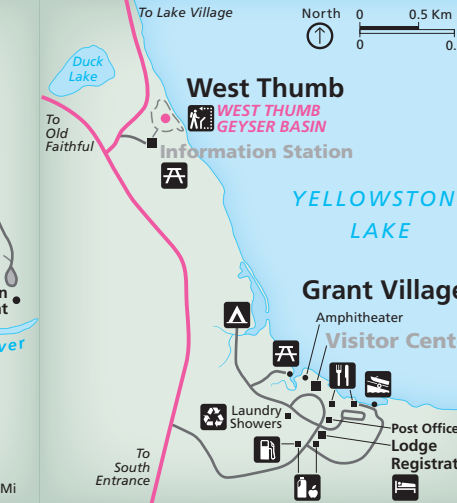 To Lake Village
North
0
0.5 Km
0
0.
Duck
Lake
West Thumb
WEST THUMB
GEYSER BASIN
To
Old
Faithful
Information Station
YELLOWSTON
LAKE
n
t
ver
Grant Village
Amphitheater
Visitor Cent
Laundry
Showers
Post Office
Lodge
Registrat
To
South
Entrance
Mi